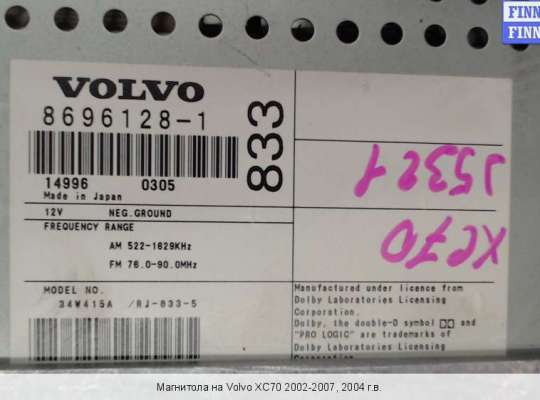 FINN
FINN
VOLVO
8696128-1
833
14996 0305
Made in Japan
12V NEG.GROUND
FREQUENCY RANGE
AM 522-1629KHz
FM 76.0-90.0MHz
MODEL NO.
34W415A /RJ-833-5
J5321
XC70
Manufactured under licence from
Dolby Laboratories Licensing
Corporation.
Dolby, the double-D symbol and
"PRO LOGIC" are trademarks of
Dolby Laboratories Licensing
Corporation
Магнитола на Volvo XC70 2002-2007, 2004 г.в.